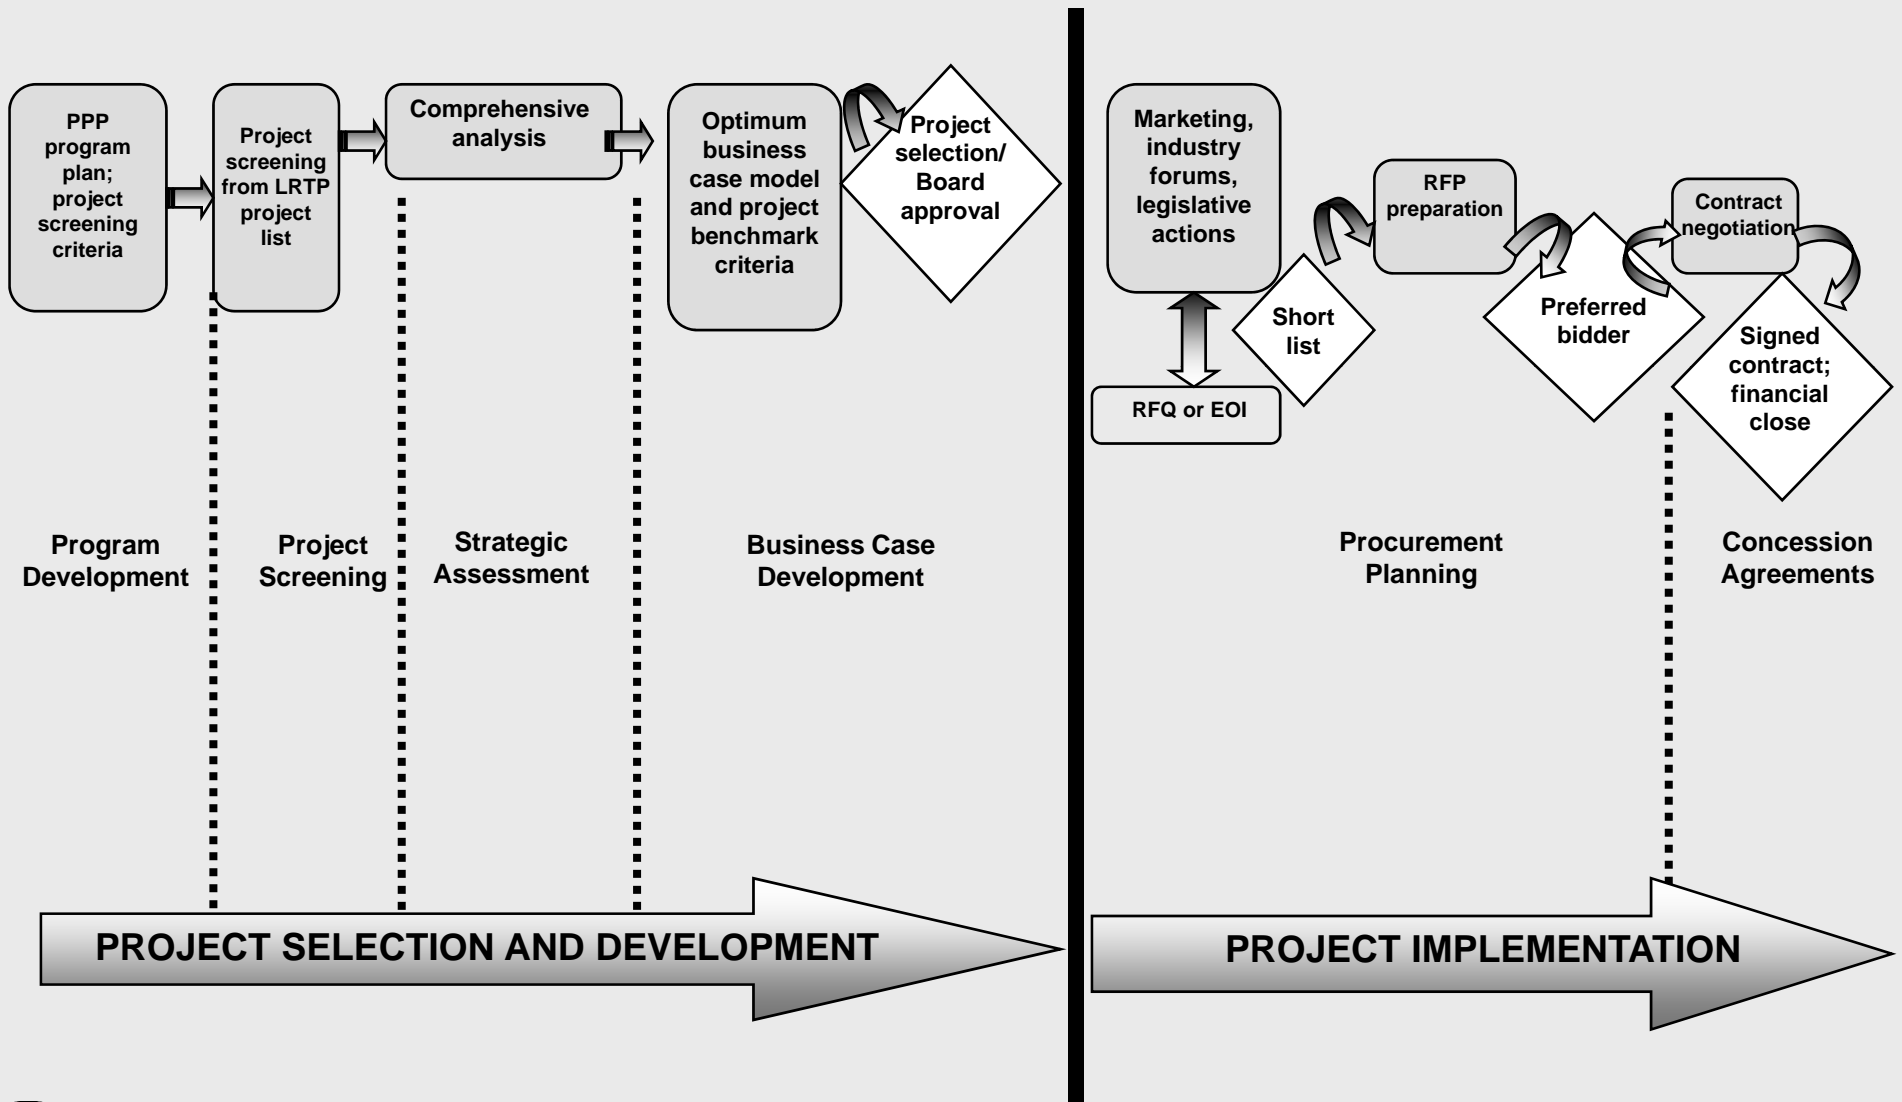 PPP
program
plan;
project
screening
criteria
Project
screening
from LRTP
project
list
Comprehensive
analysis
Optimum
business
case model
and project
benchmark
criteria
Project
selection/
Board
approval
Marketing,
industry
forums,
legislative
actions
RFQ or EOI
Short
list
RFP
preparation
Preferred
bidder
Contract
negotiation
Signed
contract;
financial
close
Program
Development
Project
Screening
Strategic
Assessment
Business Case
Development
Procurement
Planning
Concession
Agreements
PROJECT SELECTION AND DEVELOPMENT
PROJECT IMPLEMENTATION